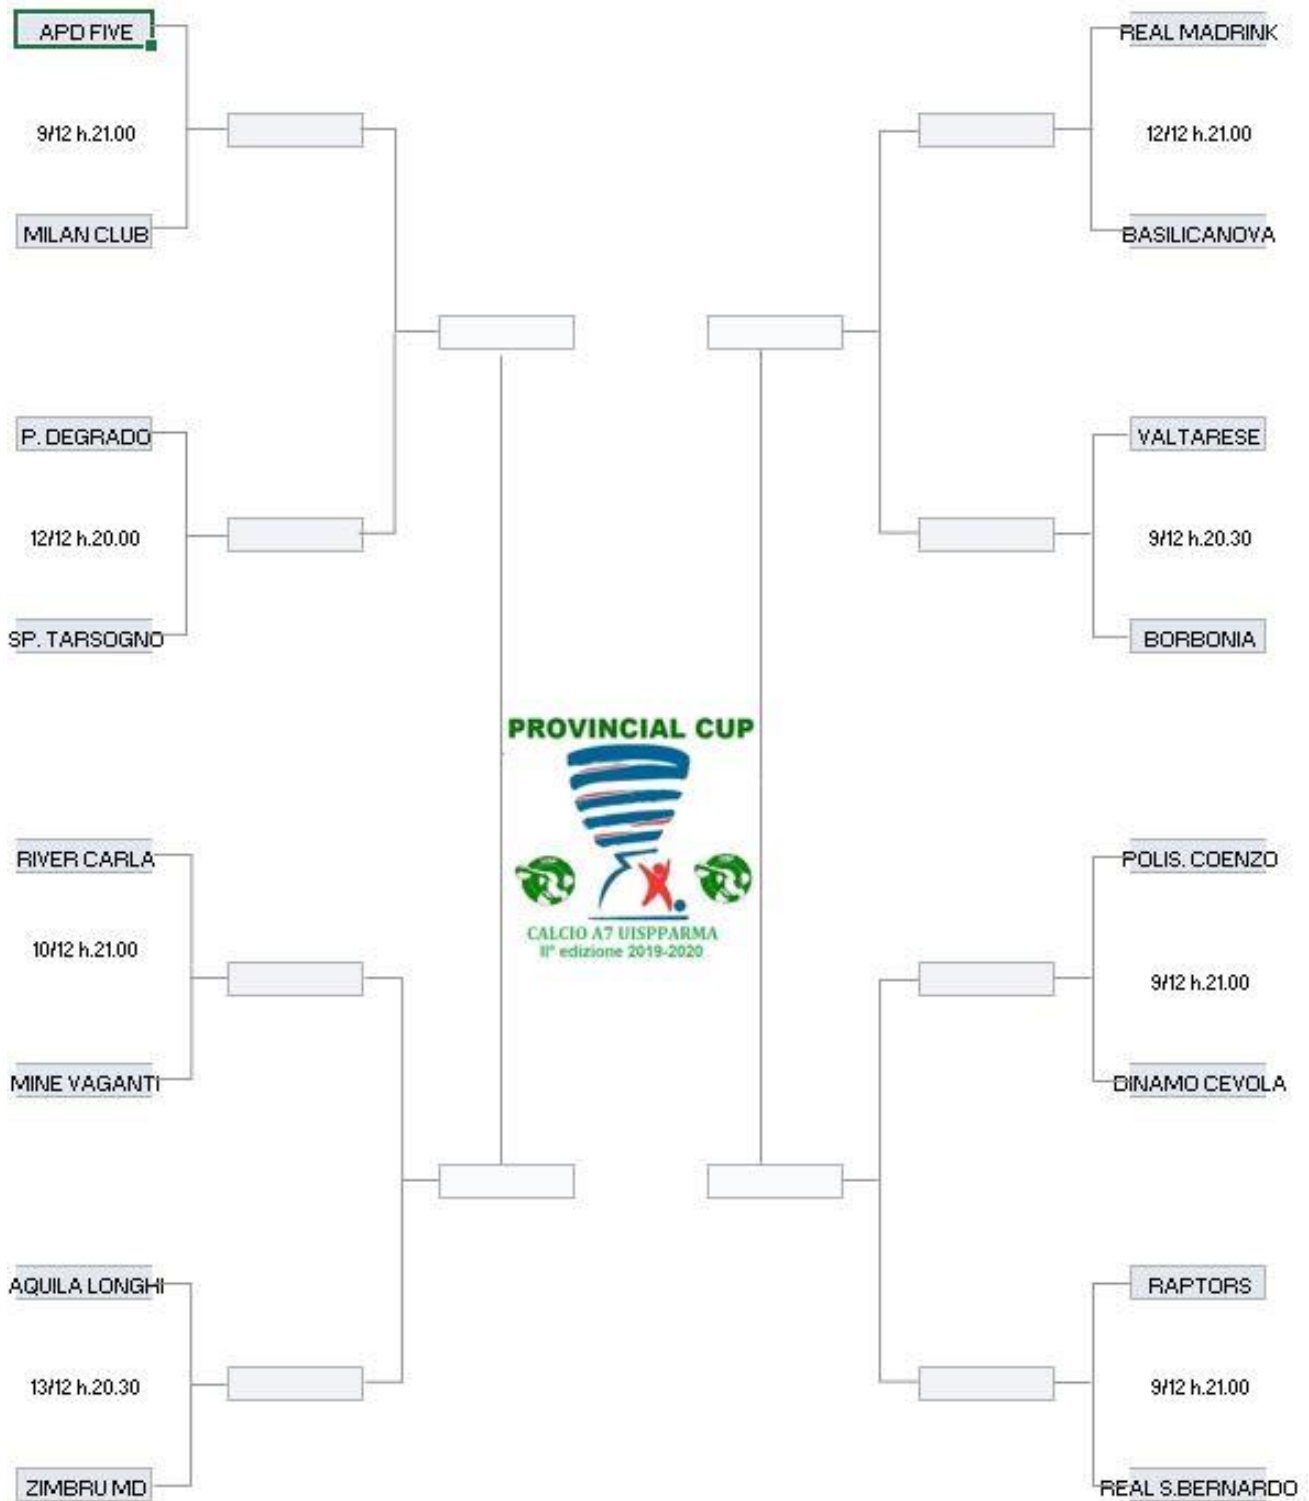 APD FIVE
9/12 h.21.00
MILAN CLUB
P. DEGRADO
12/12 h.20.00
SP. TARSOGNO
RIVER CARLA
10/12 h.21.00
MINE VAGANTI
AQUILA LONGHI
13/12 h.20.30
ZIMBRU MD
PROVINCIAL CUP
CALCIO A7 UISPPARMA
II° edizione 2019-2020
REAL MADRINK
12/12 h.21.00
BASILICANOVA
VALTARESE
9/12 h.20.30
BORBONIA
POLIS. COENZO
9/12 h.21.00
DINAMO CEVOLA
RAPTORS
9/12 h.21.00
REAL S.BERNARDO